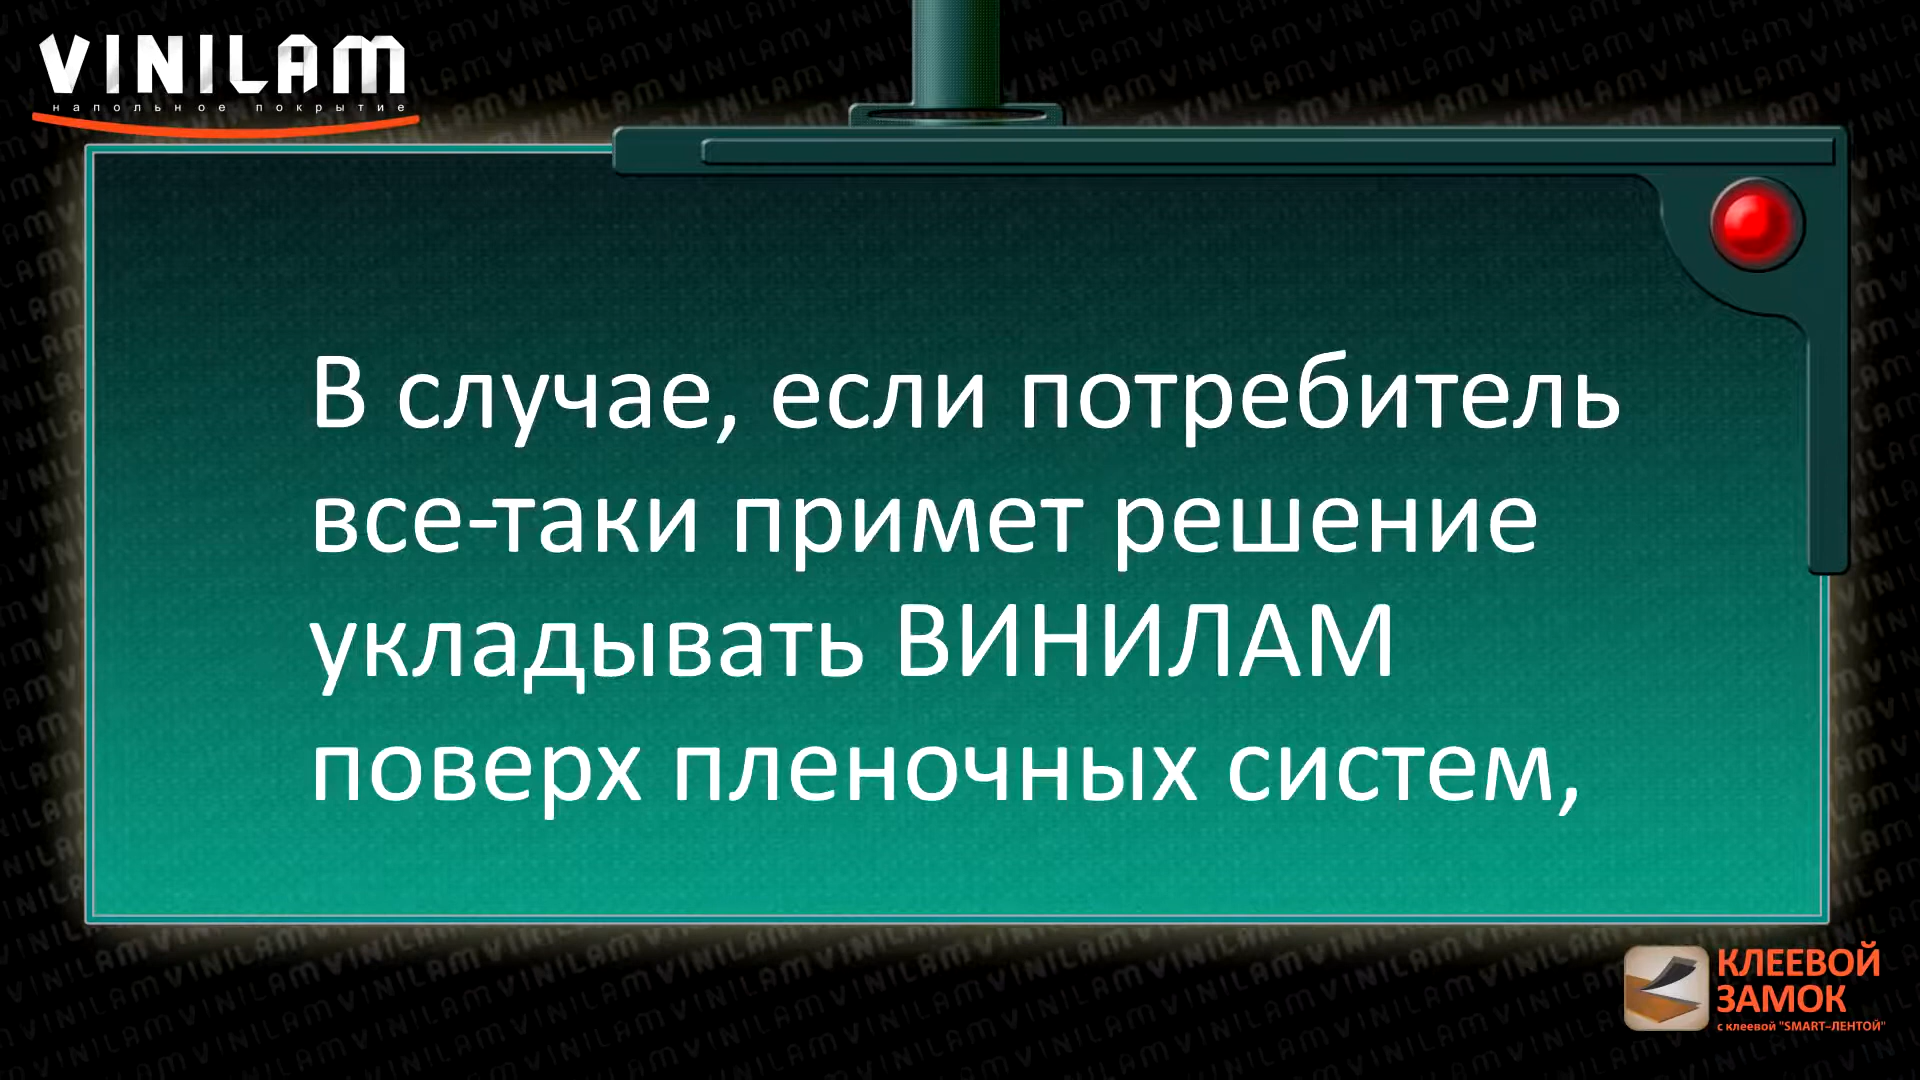 VINILAM
напольное покрытие
В случае, если потребитель
все-таки примет решение
укладывать ВИНИЛАМ
поверх пленочных систем,
КЛЕЕВОЙ
ЗАМОК
с клеевой "SMART-ЛЕНТОЙ"